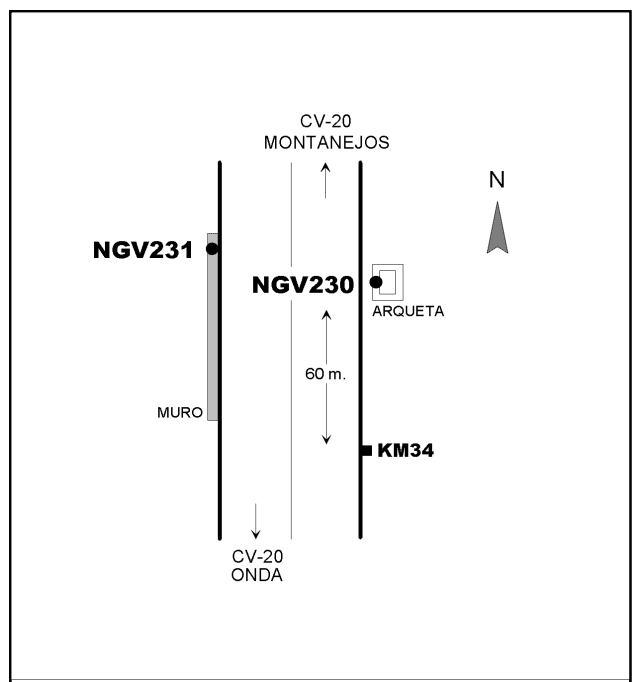 CV-20
MONTANEJOS
N
NGV231
NGV230
ARQUETA
60 m.
MURO
KM34
CV-20
ONDA